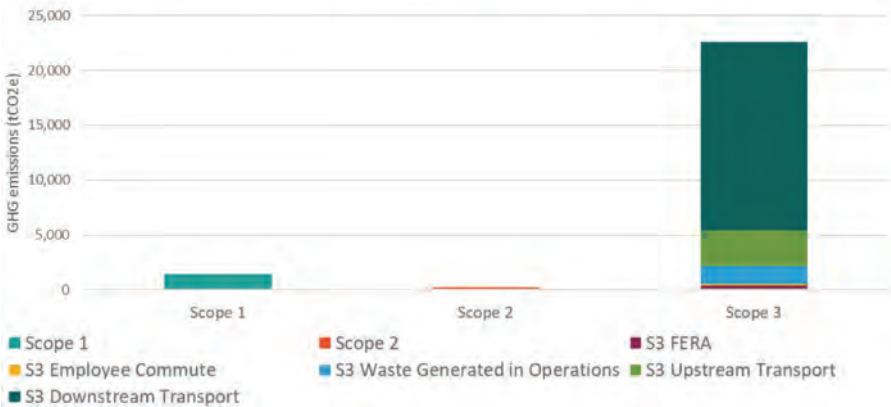 25,000
20,000
15,000
10,000
5,000
0
GHG emissions (tCO2e)
Scope 1 Scope 2 Scope 3
Scope 1 Scope 2 S3 FERA
S3 Employee Commute S3 Waste Generated in Operations S3 Upstream Transport
S3 Downstream Transport